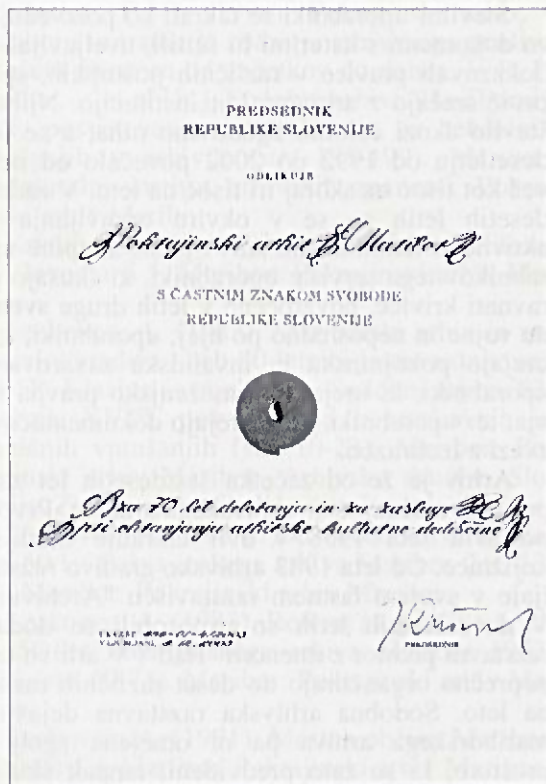 PREDSEDNIK
REPUBLIKE SLOVENIJE
ODLIKUJE
Pokrajinski arhiv Maribor
S ČASTNIM ZNAKOM SVOBODE
REPUBLIKE SLOVENIJE
za 70 let delovanja in za zasluge
pri ohranjanju arhivske kulturne dediščine
PREDSEDNIK